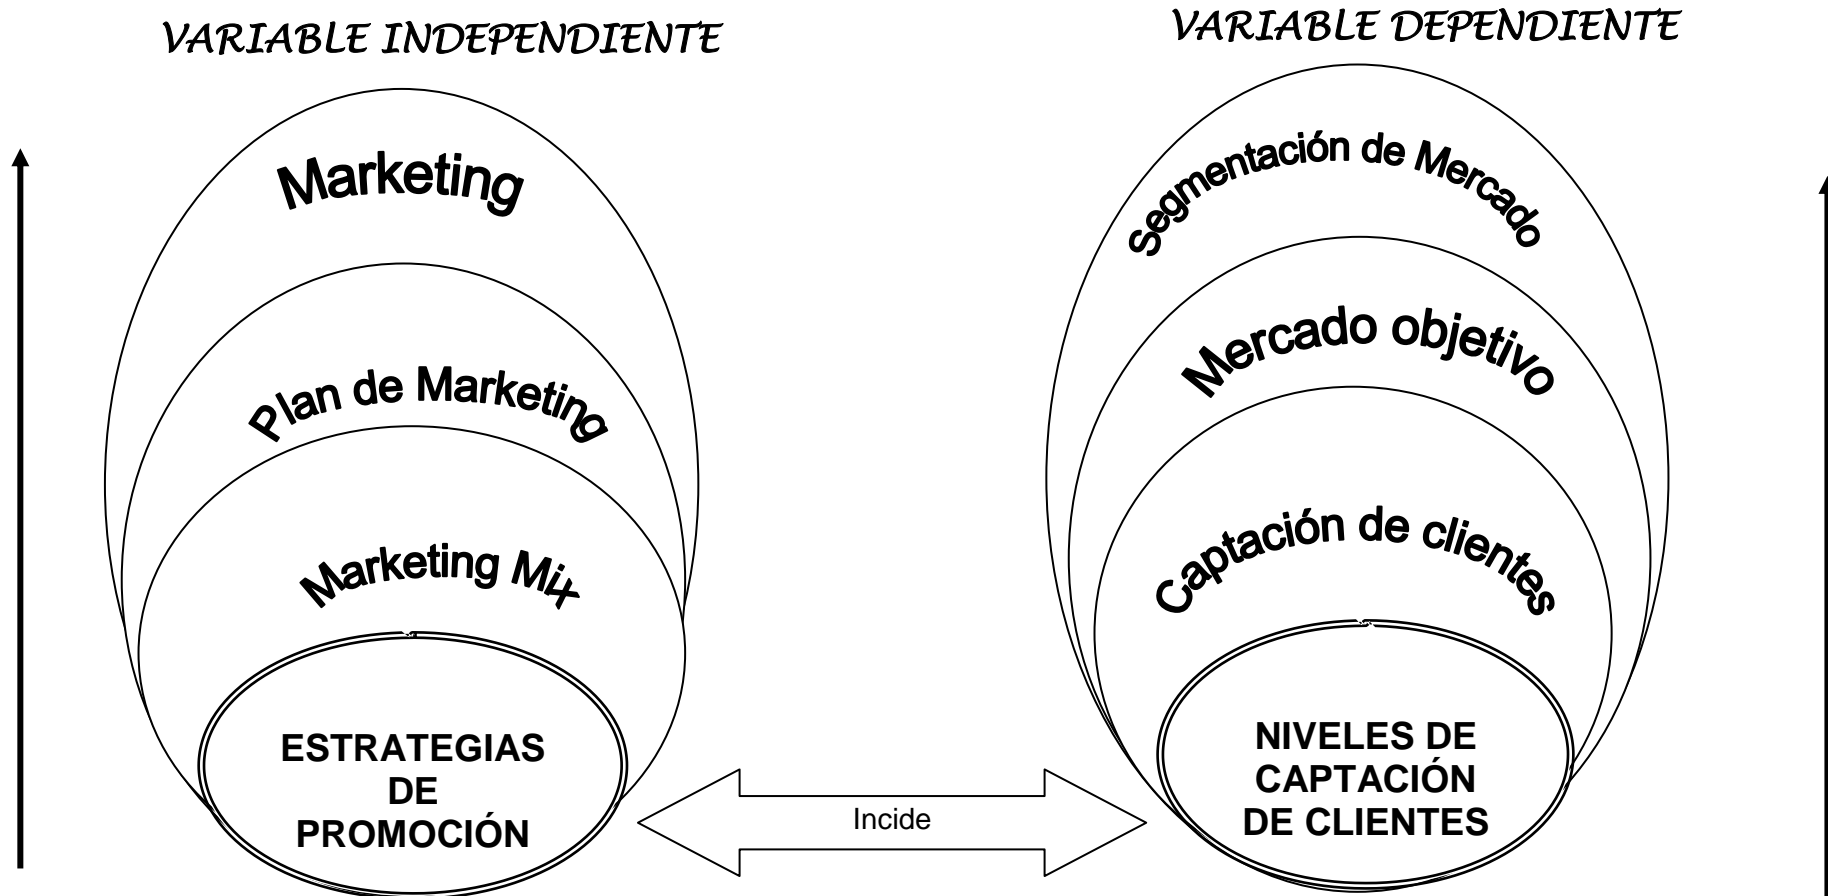 VARIABLE INDEPENDIENTE
Marketing
Plan de Marketing
Marketing Mix
ESTRATEGIAS
DE
PROMOCIÓN
Incide
VARIABLE DEPENDIENTE
Segmentación de Mercado
Mercado objetivo
Captación de clientes
NIVELES DE
CAPTACIÓN
DE CLIENTES